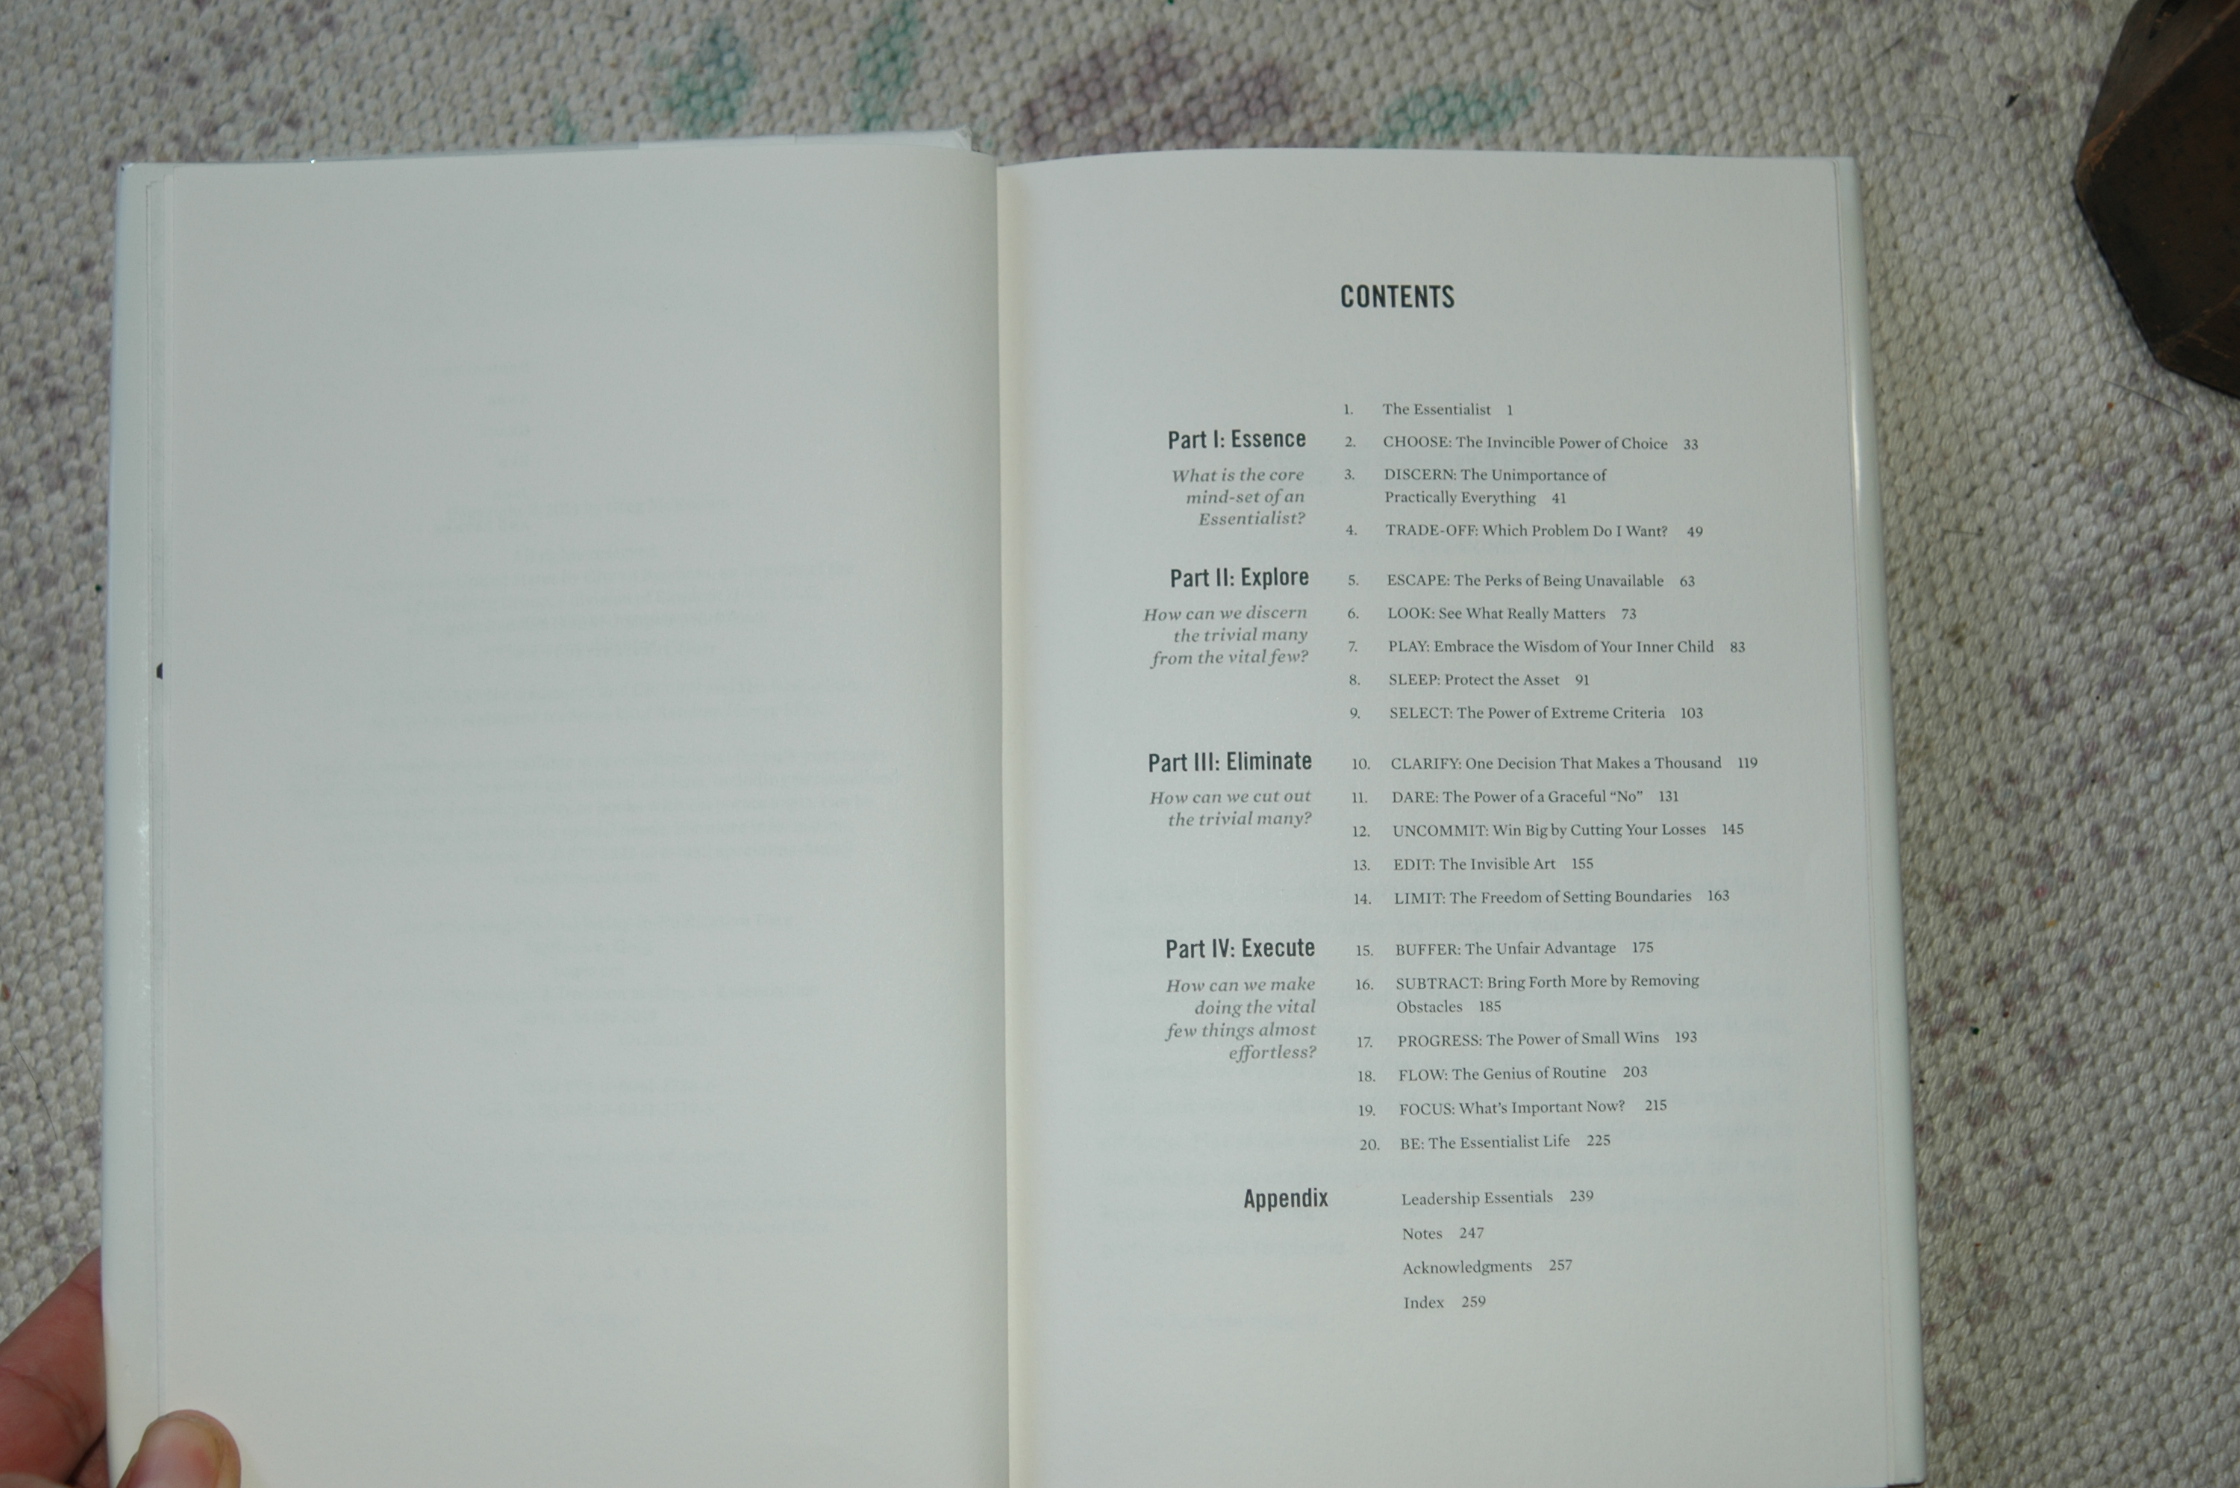 CONTENTS
1. The Essentialist 1
Part I: Essence
What is the core
mind-set of an
Essentialist?
2. CHOOSE: The Invincible Power of Choice 33
3. DISCERN: The Unimportance of
Practically Everything 41
4. TRADE-OFF: Which Problem Do I Want? 49
Part II: Explore
How can we discern
the trivial many
from the vital few?
5. ESCAPE: The Perks of Being Unavailable 63
6. LOOK: See What Really Matters 73
7. PLAY: Embrace the Wisdom of Your Inner Child 83
8. SLEEP: Protect the Asset 91
9. SELECT: The Power of Extreme Criteria 103
Part III: Eliminate
How can we cut out
the trivial many?
10. CLARIFY: One Decision That Makes a Thousand 119
11. DARE: The Power of a Graceful “No” 131
12. UNCOMMIT: Win Big by Cutting Your Losses 145
13. EDIT: The Invisible Art 155
14. LIMIT: The Freedom of Setting Boundaries 163
Part IV: Execute
How can we make
doing the vital
few things almost
effortless?
15. BUFFER: The Unfair Advantage 175
16. SUBTRACT: Bring Forth More by Removing
Obstacles 185
17. PROGRESS: The Power of Small Wins 193
18. FLOW: The Genius of Routine 203
19. FOCUS: What’s Important Now? 215
20. BE: The Essentialist Life 225
Appendix
Leadership Essentials 239
Notes 247
Acknowledgments 257
Index 259